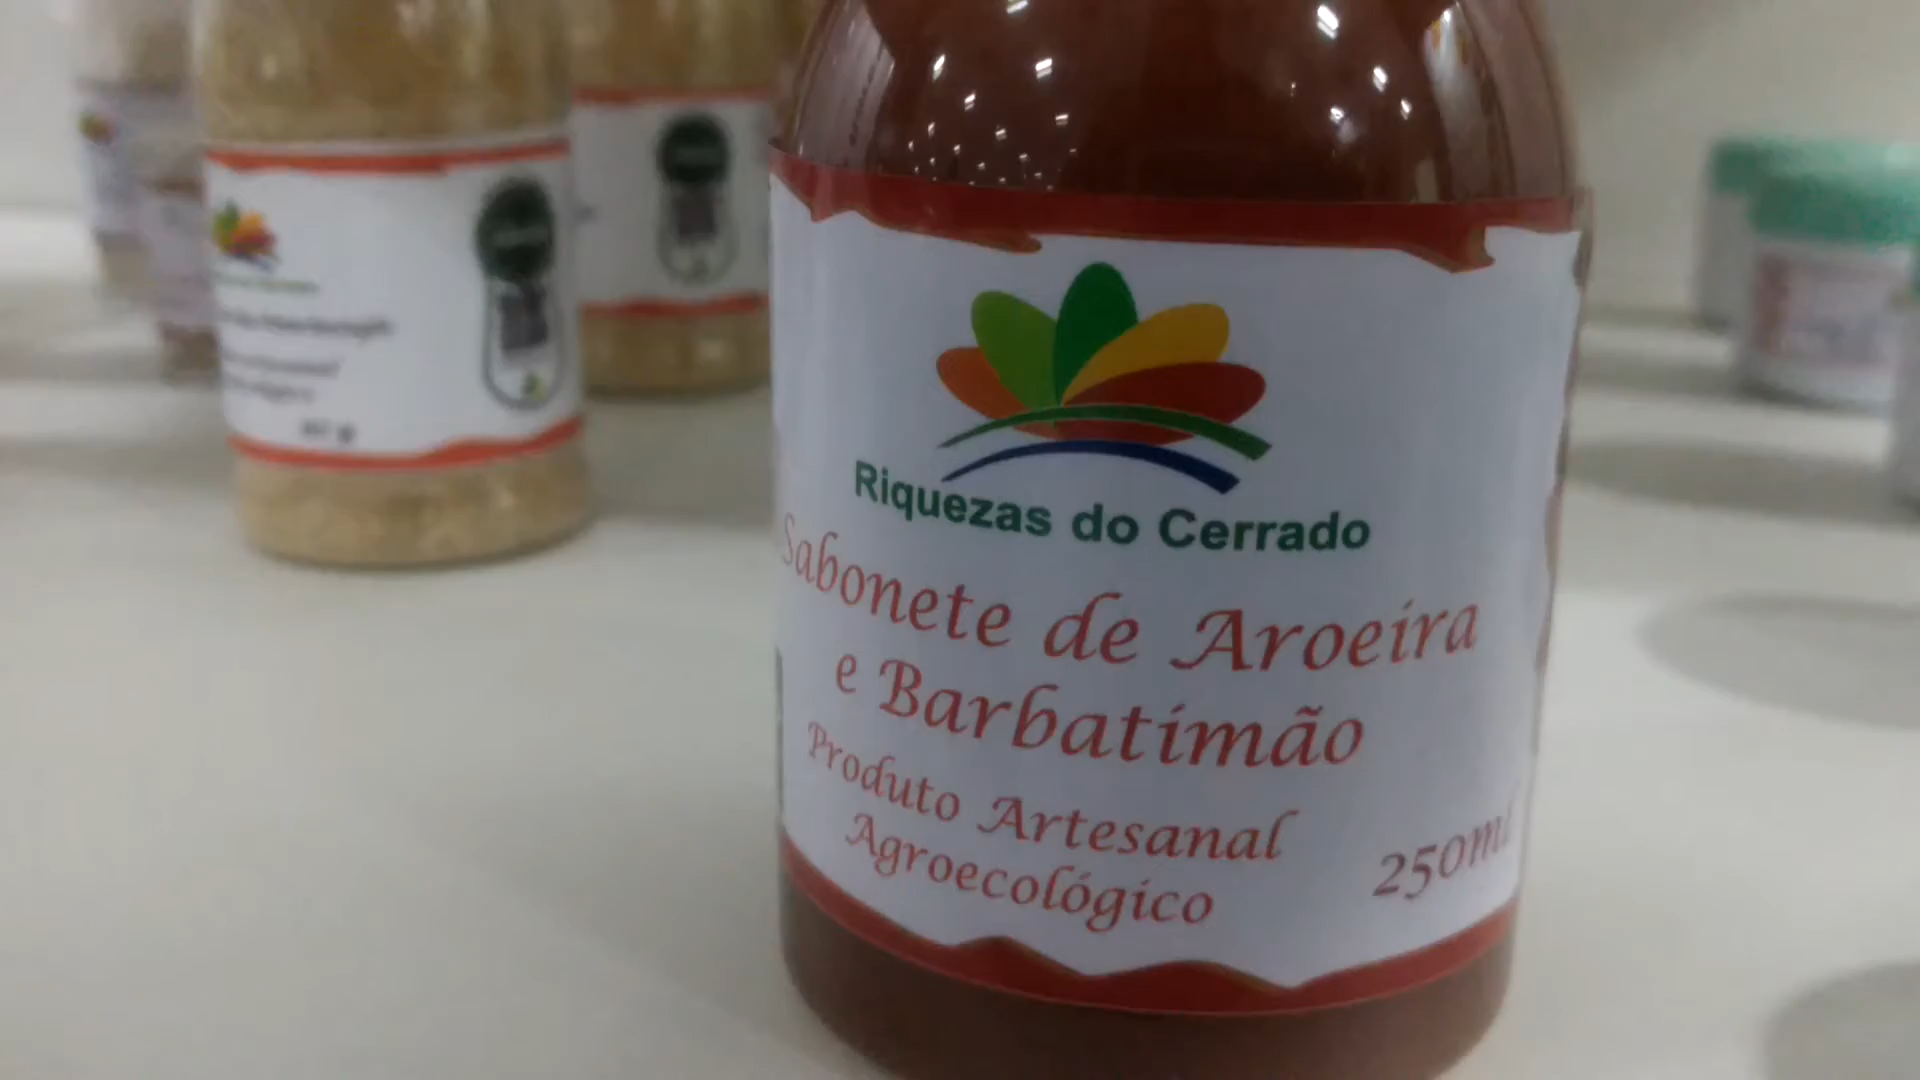 Riquezas do Cerrado
Sabonete de Aroeira
e Barbatimão
Produto Artesanal
Agroecológico
250ml